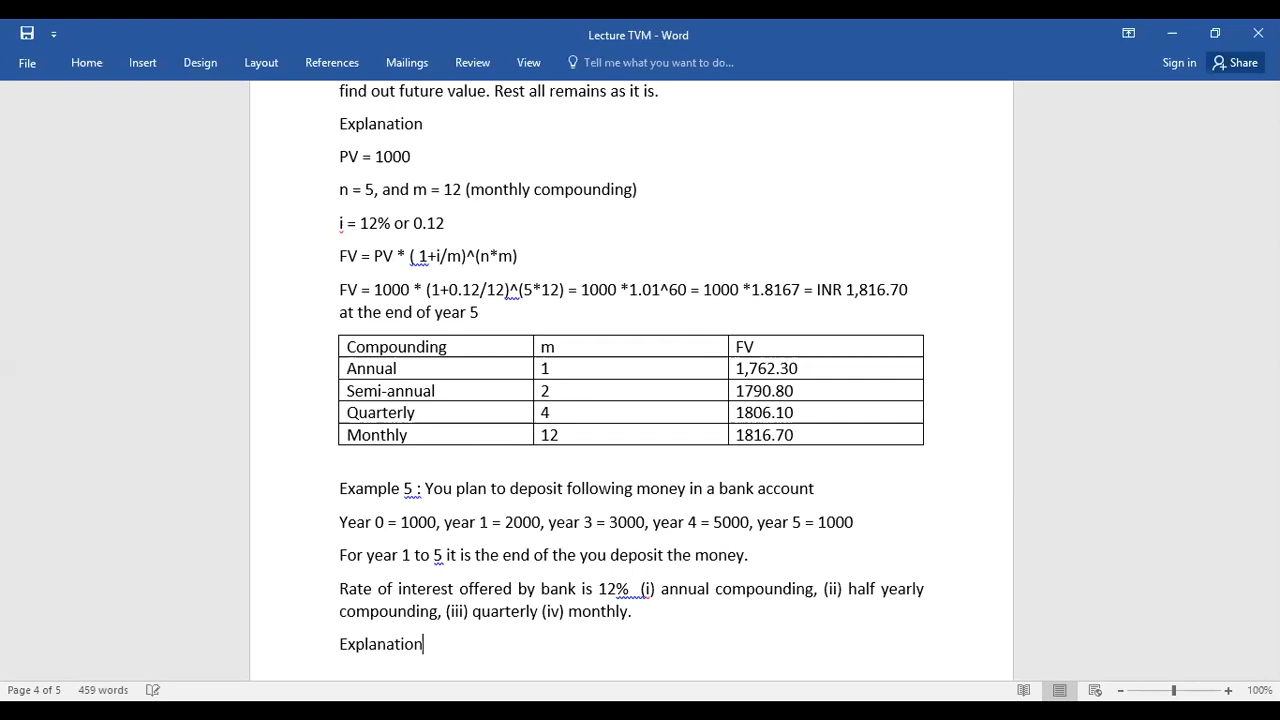 Lecture TVM - Word
File Home Insert Design Layout References Mailings Review View Tell me what you want to do... Sign in Share
find out future value. Rest all remains as it is.
Explanation
PV = 1000
n = 5, and m = 12 (monthly compounding)
i = 12% or 0.12
FV = PV * ( 1+i/m)^(n*m)
FV = 1000 * (1+0.12/12)^(5*12) = 1000 *1.01^60 = 1000 *1.8167 = INR 1,816.70
at the end of year 5
Compounding m FV
Annual 1 1,762.30
Semi-annual 2 1790.80
Quarterly 4 1806.10
Monthly 12 1816.70
Example 5 : You plan to deposit following money in a bank account
Year 0 = 1000, year 1 = 2000, year 3 = 3000, year 4 = 5000, year 5 = 1000
For year 1 to 5 it is the end of the you deposit the money.
Rate of interest offered by bank is 12% (i) annual compounding, (ii) half yearly
compounding, (iii) quarterly (iv) monthly.
Explanation
Page 4 of 5 459 words 100%